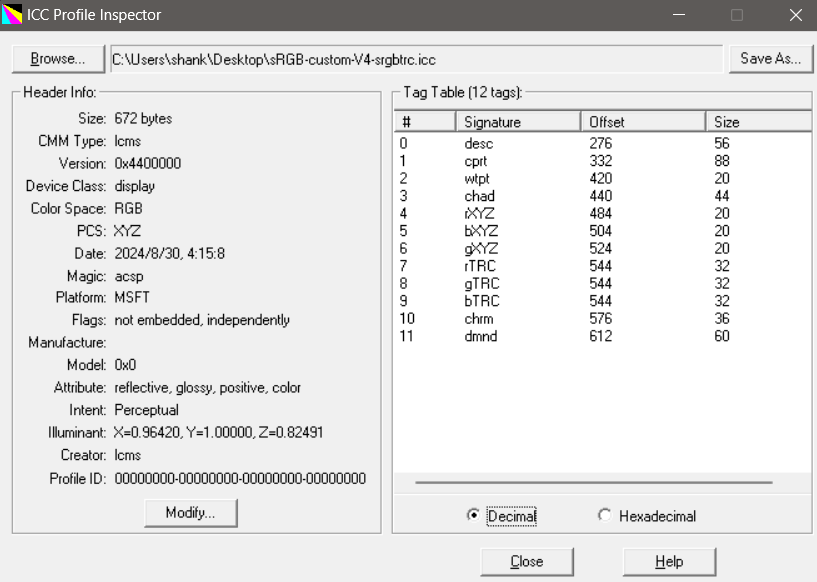 ICC Profile Inspector
Browse... C:\Users\shank\Desktop\sRGB-custom-V4-srgbtrc.icc Save As...
Header Info:
Size: 672 bytes
CMM Type: lcms
Version: 0x4400000
Device Class: display
Color Space: RGB
PCS: XYZ
Date: 2024/8/30, 4:15:8
Magic: acsp
Platform: MSFT
Flags: not embedded, independently
Manufacture:
Model: 0x0
Attribute: reflective, glossy, positive, color
Intent: Perceptual
Illuminant: X=0.96420, Y=1.00000, Z=0.82491
Creator: lcms
Profile ID: 00000000-00000000-00000000-00000000
Modify...
Tag Table (12 tags):
# Signature Offset Size
0 desc 276 56
1 cprt 332 88
2 wtpt 420 20
3 chad 440 44
4 rXYZ 484 20
5 bXYZ 504 20
6 gXYZ 524 20
7 rTRC 544 32
8 gTRC 544 32
9 bTRC 544 32
10 chrm 576 36
11 dmnd 612 60
Decimal Hexadecimal
Close Help